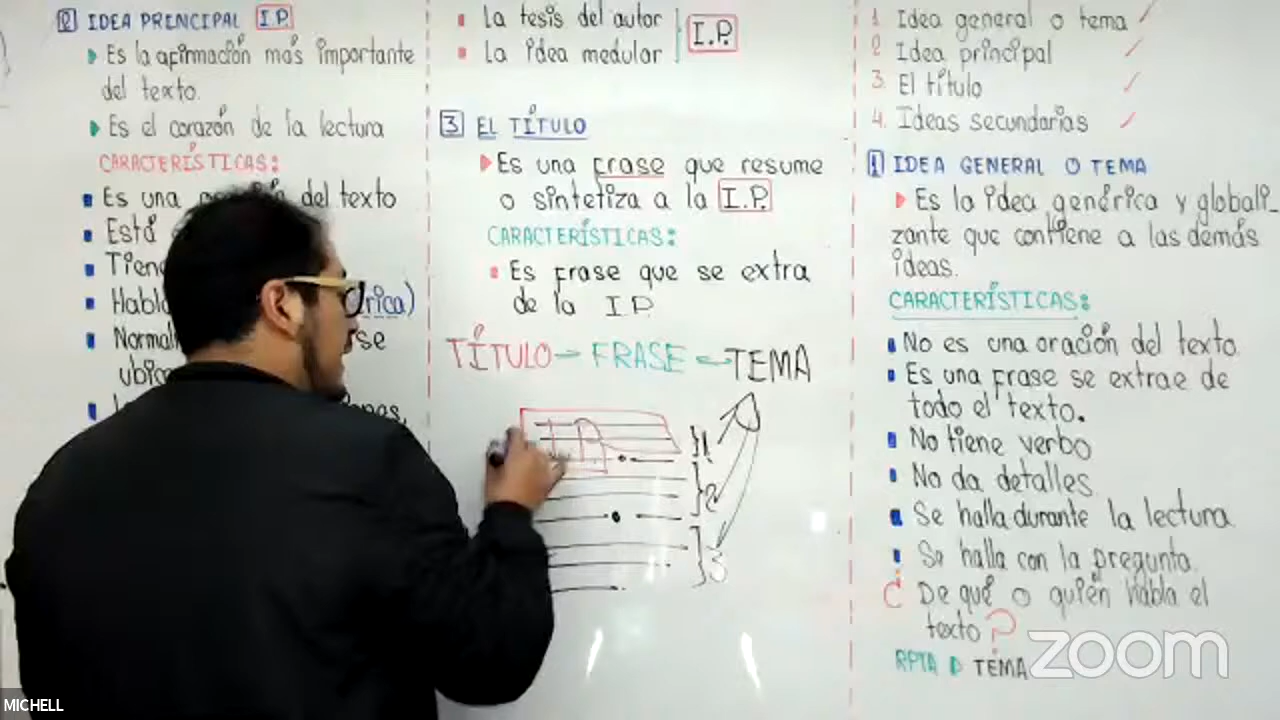 2 IDEA PRINCIPAL I.P.
Es la afirmación más importante
del texto.
Es el corazón de la lectura
CARACTERÍSTICAS:
Es una del texto
Está
Tiene
Habla rica)
Normal se
ubica
La tesis del autor
La idea medular
I.P.
3 EL TÍTULO
Es una frase que resume
o sintetiza a la I.P.
CARACTERÍSTICAS:
Es frase que se extra
de la I P
TÍTULO - FRASE - TEMA
1
2
3
1 Idea general o tema
2 Idea principal
3. El título
4. Ideas secundarias
1 IDEA GENERAL O TEMA
Es la idea genérica y globali_
zante que contiene a las demás
ideas.
CARACTERÍSTICAS:
No es una oración del texto.
Es una frase se extrae de
todo el texto.
No tiene verbo
No da detalles.
Se halla durante la lectura
Se halla con la pregunta.
¿De qué o quién habla el
texto?
RPTA TEMA
zoom
MICHELL